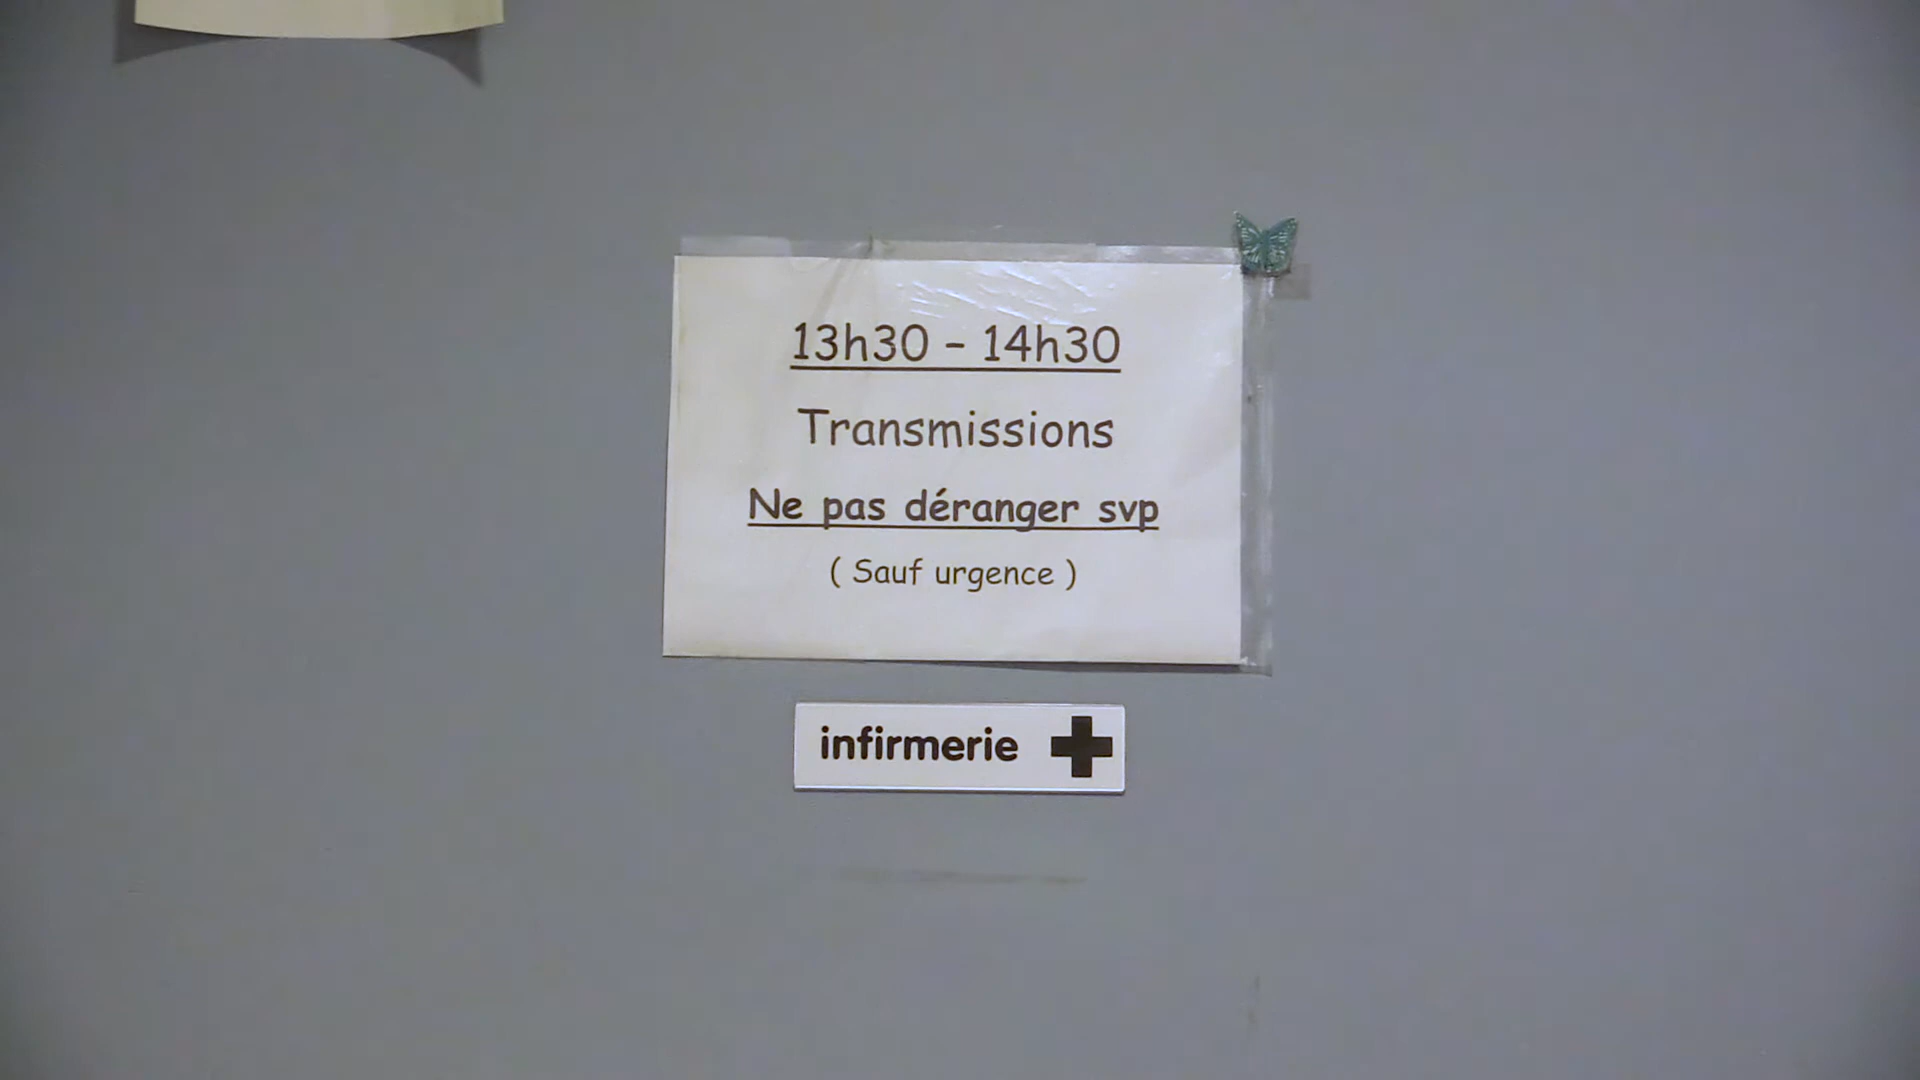 13h30 - 14h30
Transmissions
Ne pas déranger svp
( Sauf urgence )
infirmerie